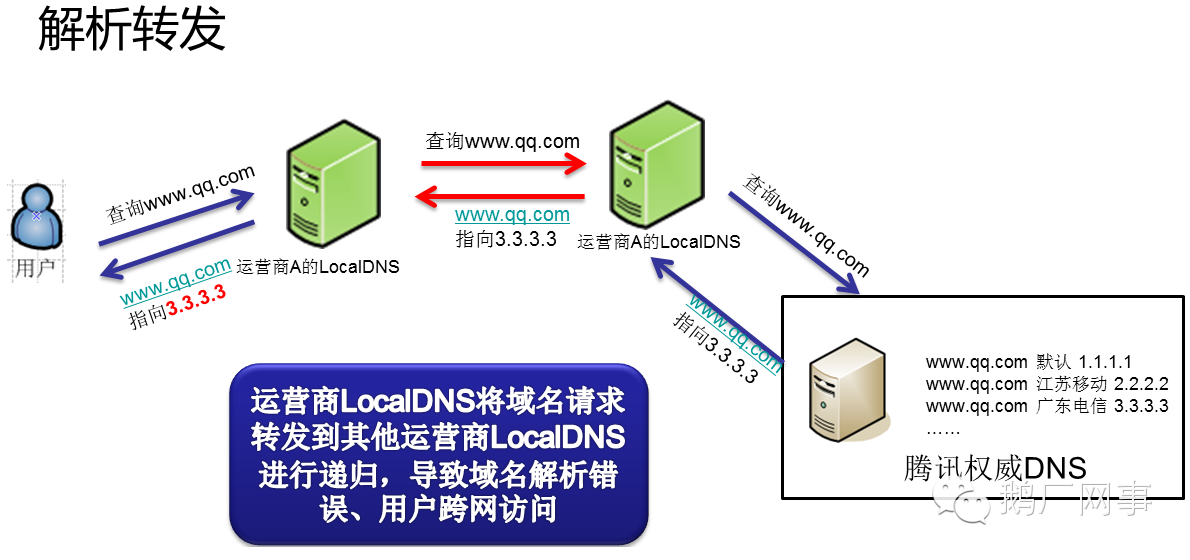 解析转发
查询www.qq.com
查询www.qq.com
查询www.qq.com
www.qq.com
指向3.3.3.3
运营商A的LocalDNS
运营商A的LocalDNS
用户
www.qq.com
指向3.3.3.3
www.qq.com
指向3.3.3.3
www.qq.com 默认 1.1.1.1
www.qq.com 江苏移动 2.2.2.2
www.qq.com 广东电信 3.3.3.3
……
腾讯权威DNS
运营商LocalDNS将域名请求
转发到其他运营商LocalDNS
进行递归，导致域名解析错
误、用户跨网访问
鹅厂网事